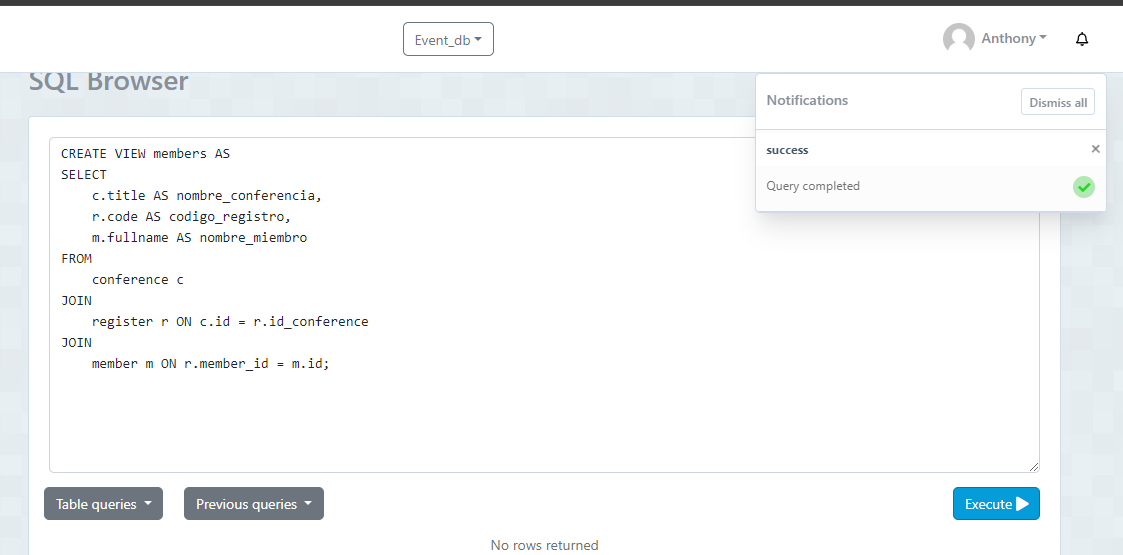 Event_db
Anthony
SQL Browser
Notifications
Dismiss all
success
×
Query completed
CREATE VIEW members AS
SELECT
    c.title AS nombre_conferencia,
    r.code AS codigo_registro,
    m.fullname AS nombre_miembro
FROM
    conference c
JOIN
    register r ON c.id = r.id_conference
JOIN
    member m ON r.member_id = m.id;
Table queries
Previous queries
Execute
No rows returned